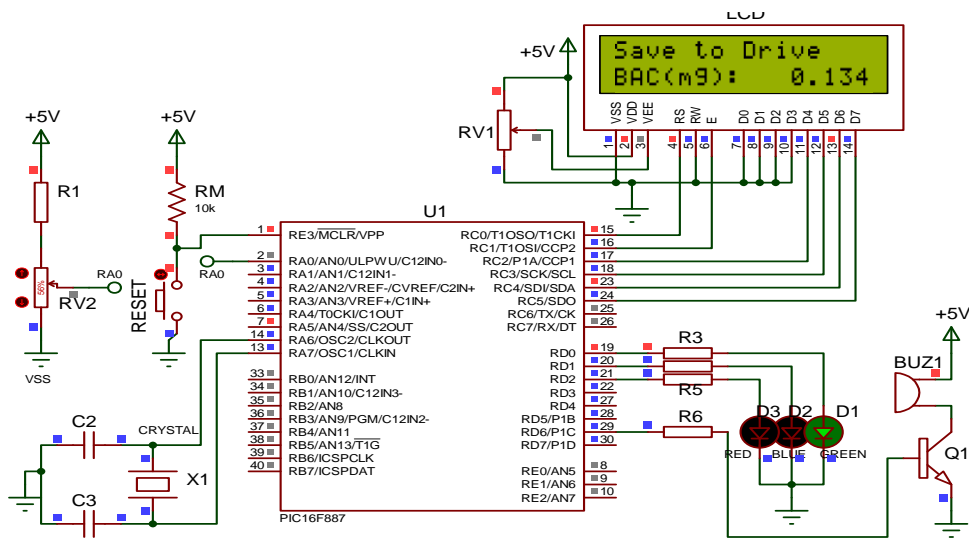 LCD
Save to Drive
BAC(mg): 0.134
+5V
RV1
VSS
VDD
VEE
RS
RW
E
D0
D1
D2
D3
D4
D5
D6
D7
1
2
3
4
5
6
7
8
9
10
11
12
13
14
+5V
R1
RV2
56%
RA0
VSS
+5V
RM
10k
RESET
RA0
U1
1 RE3/MCLR/VPP
2 RA0/AN0/ULPWU/C12IN0-
3 RA1/AN1/C12IN1-
4 RA2/AN2/VREF-/CVREF/C2IN+
5 RA3/AN3/VREF+/C1IN+
6 RA4/T0CKI/C1OUT
7 RA5/AN4/SS/C2OUT
14 RA6/OSC2/CLKOUT
13 RA7/OSC1/CLKIN
33 RB0/AN12/INT
34 RB1/AN10/C12IN3-
35 RB2/AN8
36 RB3/AN9/PGM/C12IN2-
37 RB4/AN11
38 RB5/AN13/T1G
39 RB6/ICSPCLK
40 RB7/ICSPDAT
RC0/T1OSO/T1CKI 15
RC1/T1OSI/CCP2 16
RC2/P1A/CCP1 17
RC3/SCK/SCL 18
RC4/SDI/SDA 23
RC5/SDO 24
RC6/TX/CK 25
RC7/RX/DT 26
RD0 19
RD1 20
RD2 21
RD3 22
RD4 27
RD5/P1B 28
RD6/P1C 29
RD7/P1D 30
RE0/AN5 8
RE1/AN6 9
RE2/AN7 10
PIC16F887
C2
C3
CRYSTAL
X1
R3
R5
R6
D3
D2
D1
RED
BLUE
GREEN
+5V
BUZ1
Q1